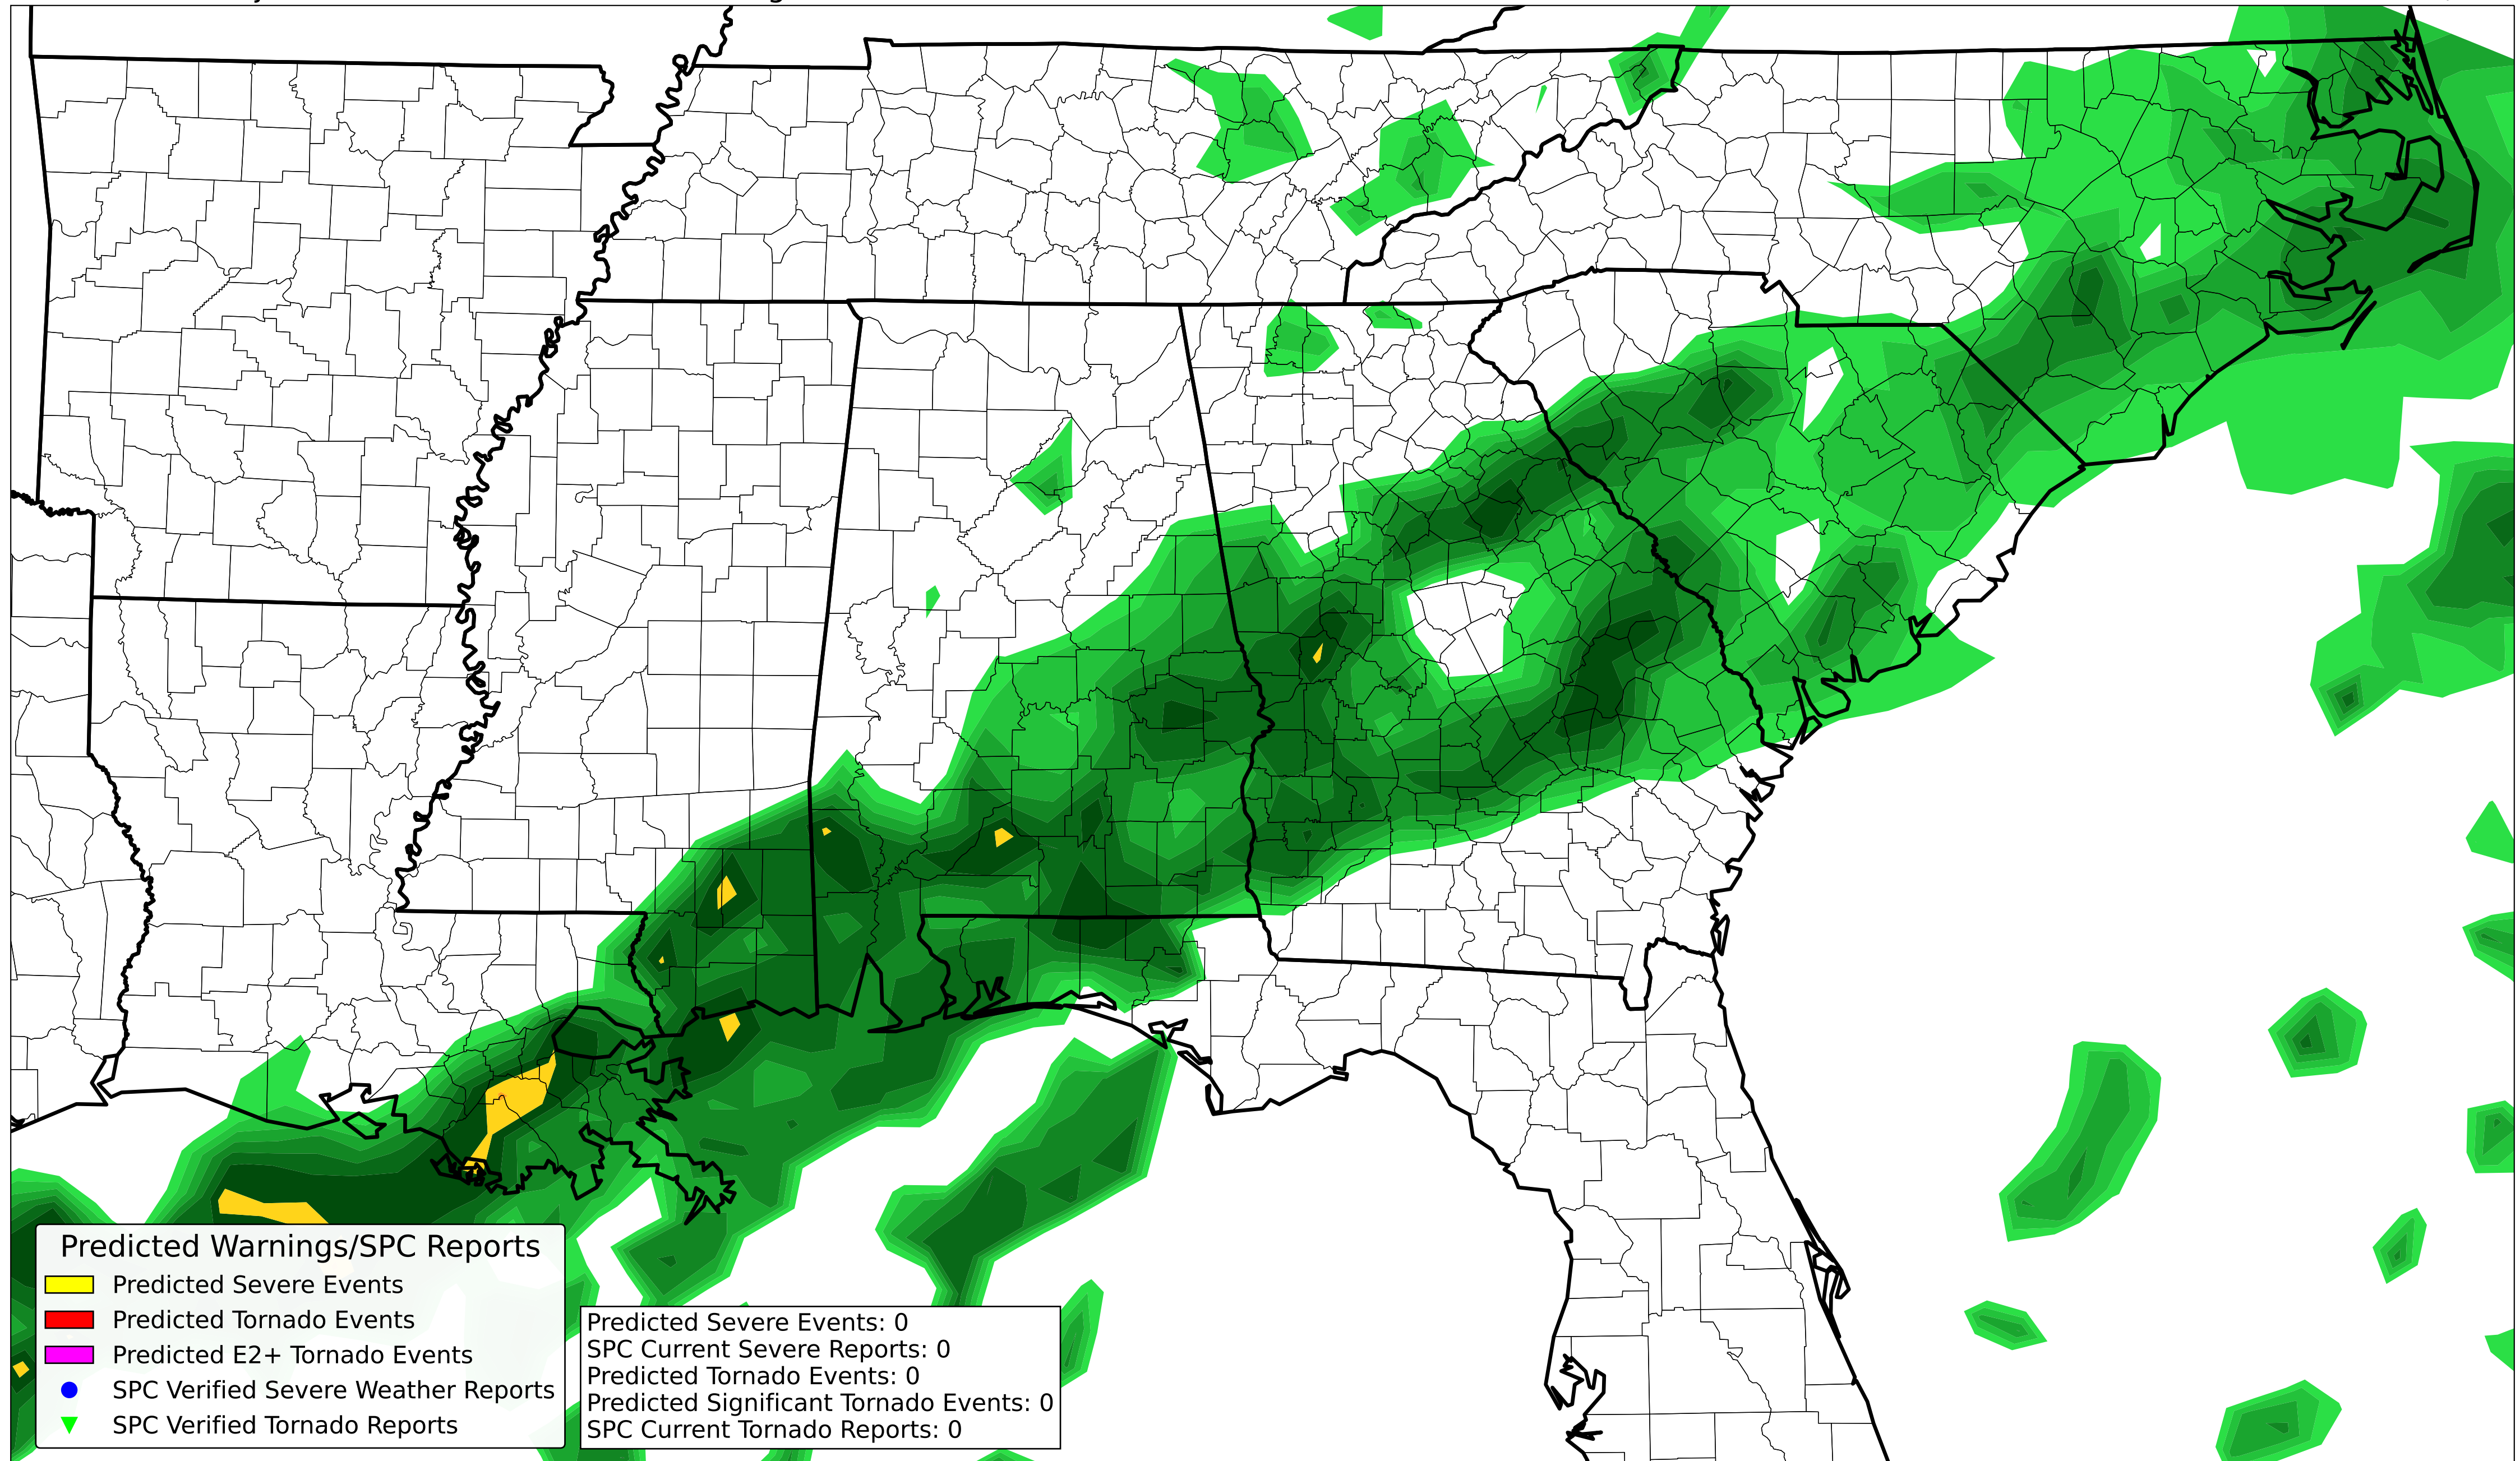 Predicted Warnings/SPC Reports
Predicted Severe Events
Predicted Tornado Events
Predicted E2+ Tornado Events
SPC Verified Severe Weather Reports
SPC Verified Tornado Reports
Predicted Severe Events: 0
SPC Current Severe Reports: 0
Predicted Tornado Events: 0
Predicted Significant Tornado Events: 0
SPC Current Tornado Reports: 0